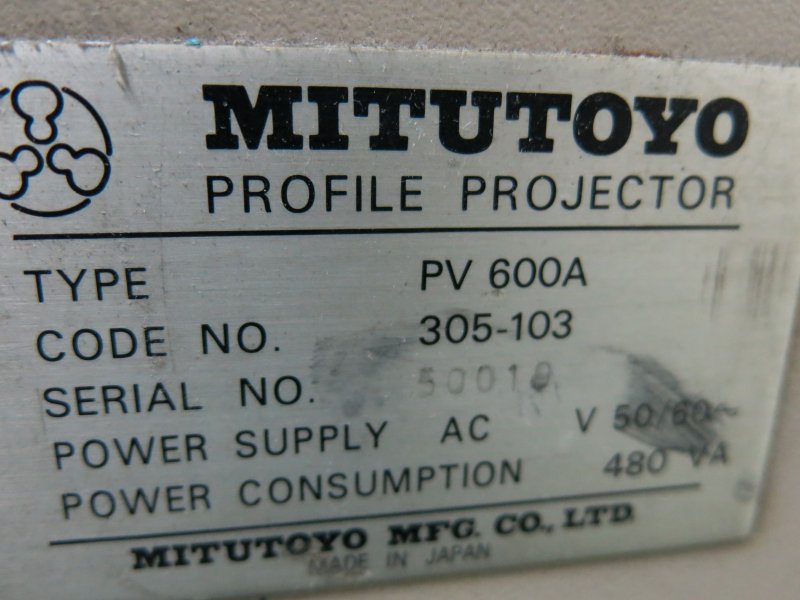 MITUTOYO
PROFILE PROJECTOR
TYPE PV 600A
CODE NO. 305-103
SERIAL NO. 50010
POWER SUPPLY AC V 50/60~
POWER CONSUMPTION 480 VA
MITUTOYO MFG. CO., LTD.
MADE IN JAPAN